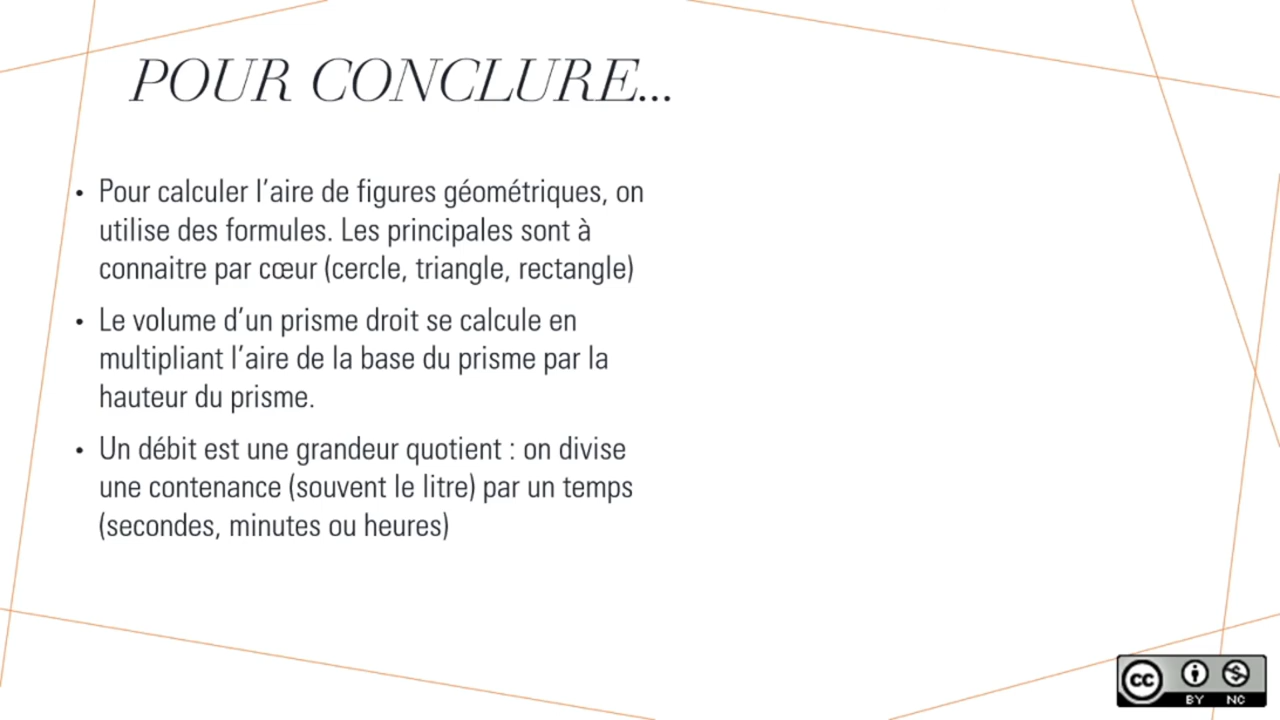 POUR CONCLURE...
• Pour calculer l’aire de figures géométriques, on
utilise des formules. Les principales sont à
connaitre par cœur (cercle, triangle, rectangle)
• Le volume d’un prisme droit se calcule en
multipliant l’aire de la base du prisme par la
hauteur du prisme.
• Un débit est une grandeur quotient : on divise
une contenance (souvent le litre) par un temps
(secondes, minutes ou heures)
CC
BY NC